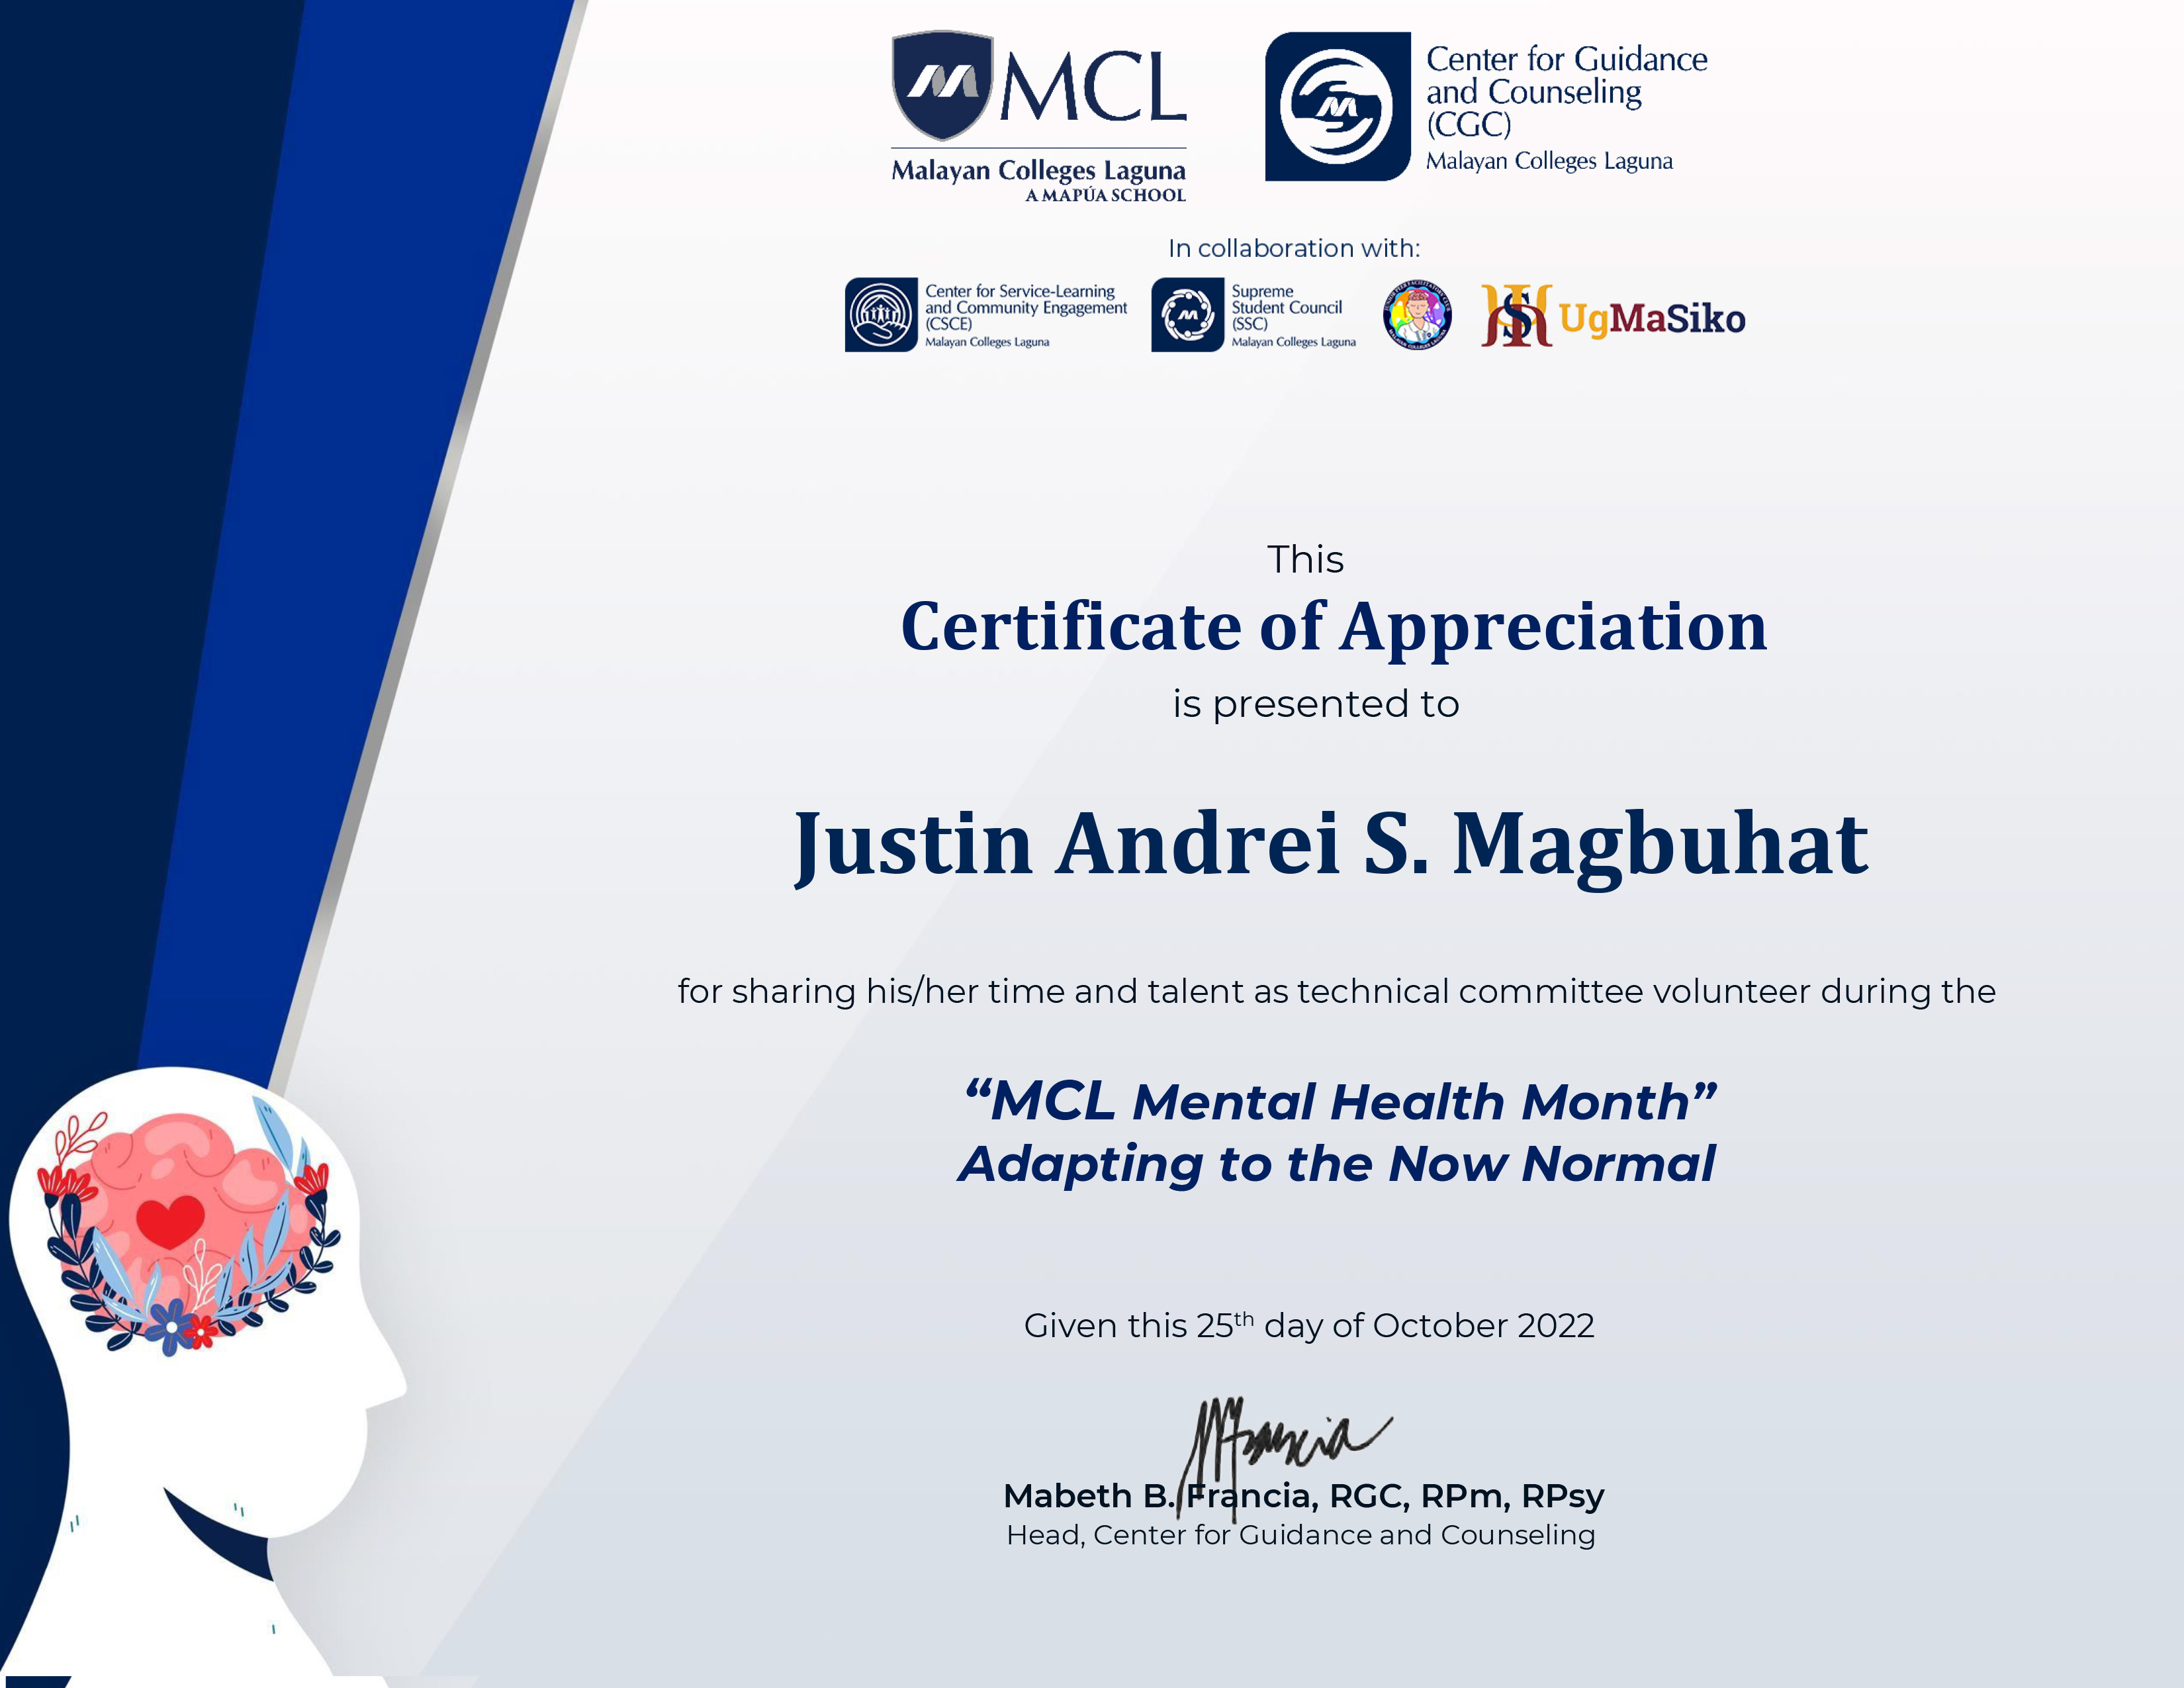 MCL
Malayan Colleges Laguna
A MAPÚA SCHOOL
Center for Guidance
and Counseling
(CGC)
Malayan Colleges Laguna
In collaboration with:
Center for Service-Learning
and Community Engagement
(CSCE)
Malayan Colleges Laguna
Supreme
Student Council
(SSC)
Malayan Colleges Laguna
UgMaSiko
This
Certificate of Appreciation
is presented to
Justin Andrei S. Magbuhat
for sharing his/her time and talent as technical committee volunteer during the
“MCL Mental Health Month”
Adapting to the Now Normal
Given this 25th day of October 2022
Mabeth B. Francia, RGC, RPm, RPsy
Head, Center for Guidance and Counseling